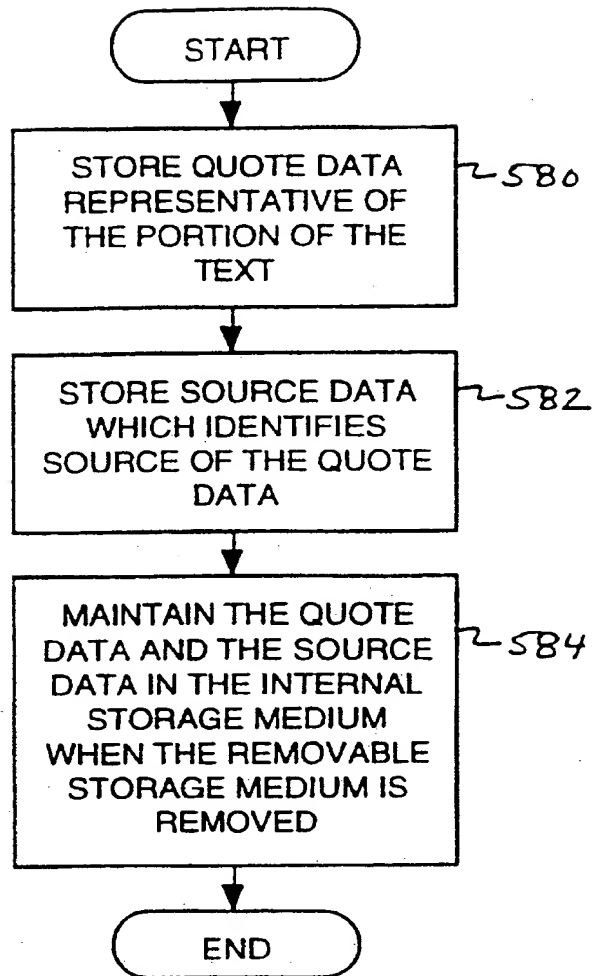 START
STORE QUOTE DATA
REPRESENTATIVE OF
THE PORTION OF THE
TEXT
580
STORE SOURCE DATA
WHICH IDENTIFIES
SOURCE OF THE QUOTE
DATA
582
MAINTAIN THE QUOTE
DATA AND THE SOURCE
DATA IN THE INTERNAL
STORAGE MEDIUM
WHEN THE REMOVABLE
STORAGE MEDIUM IS
REMOVED
584
END